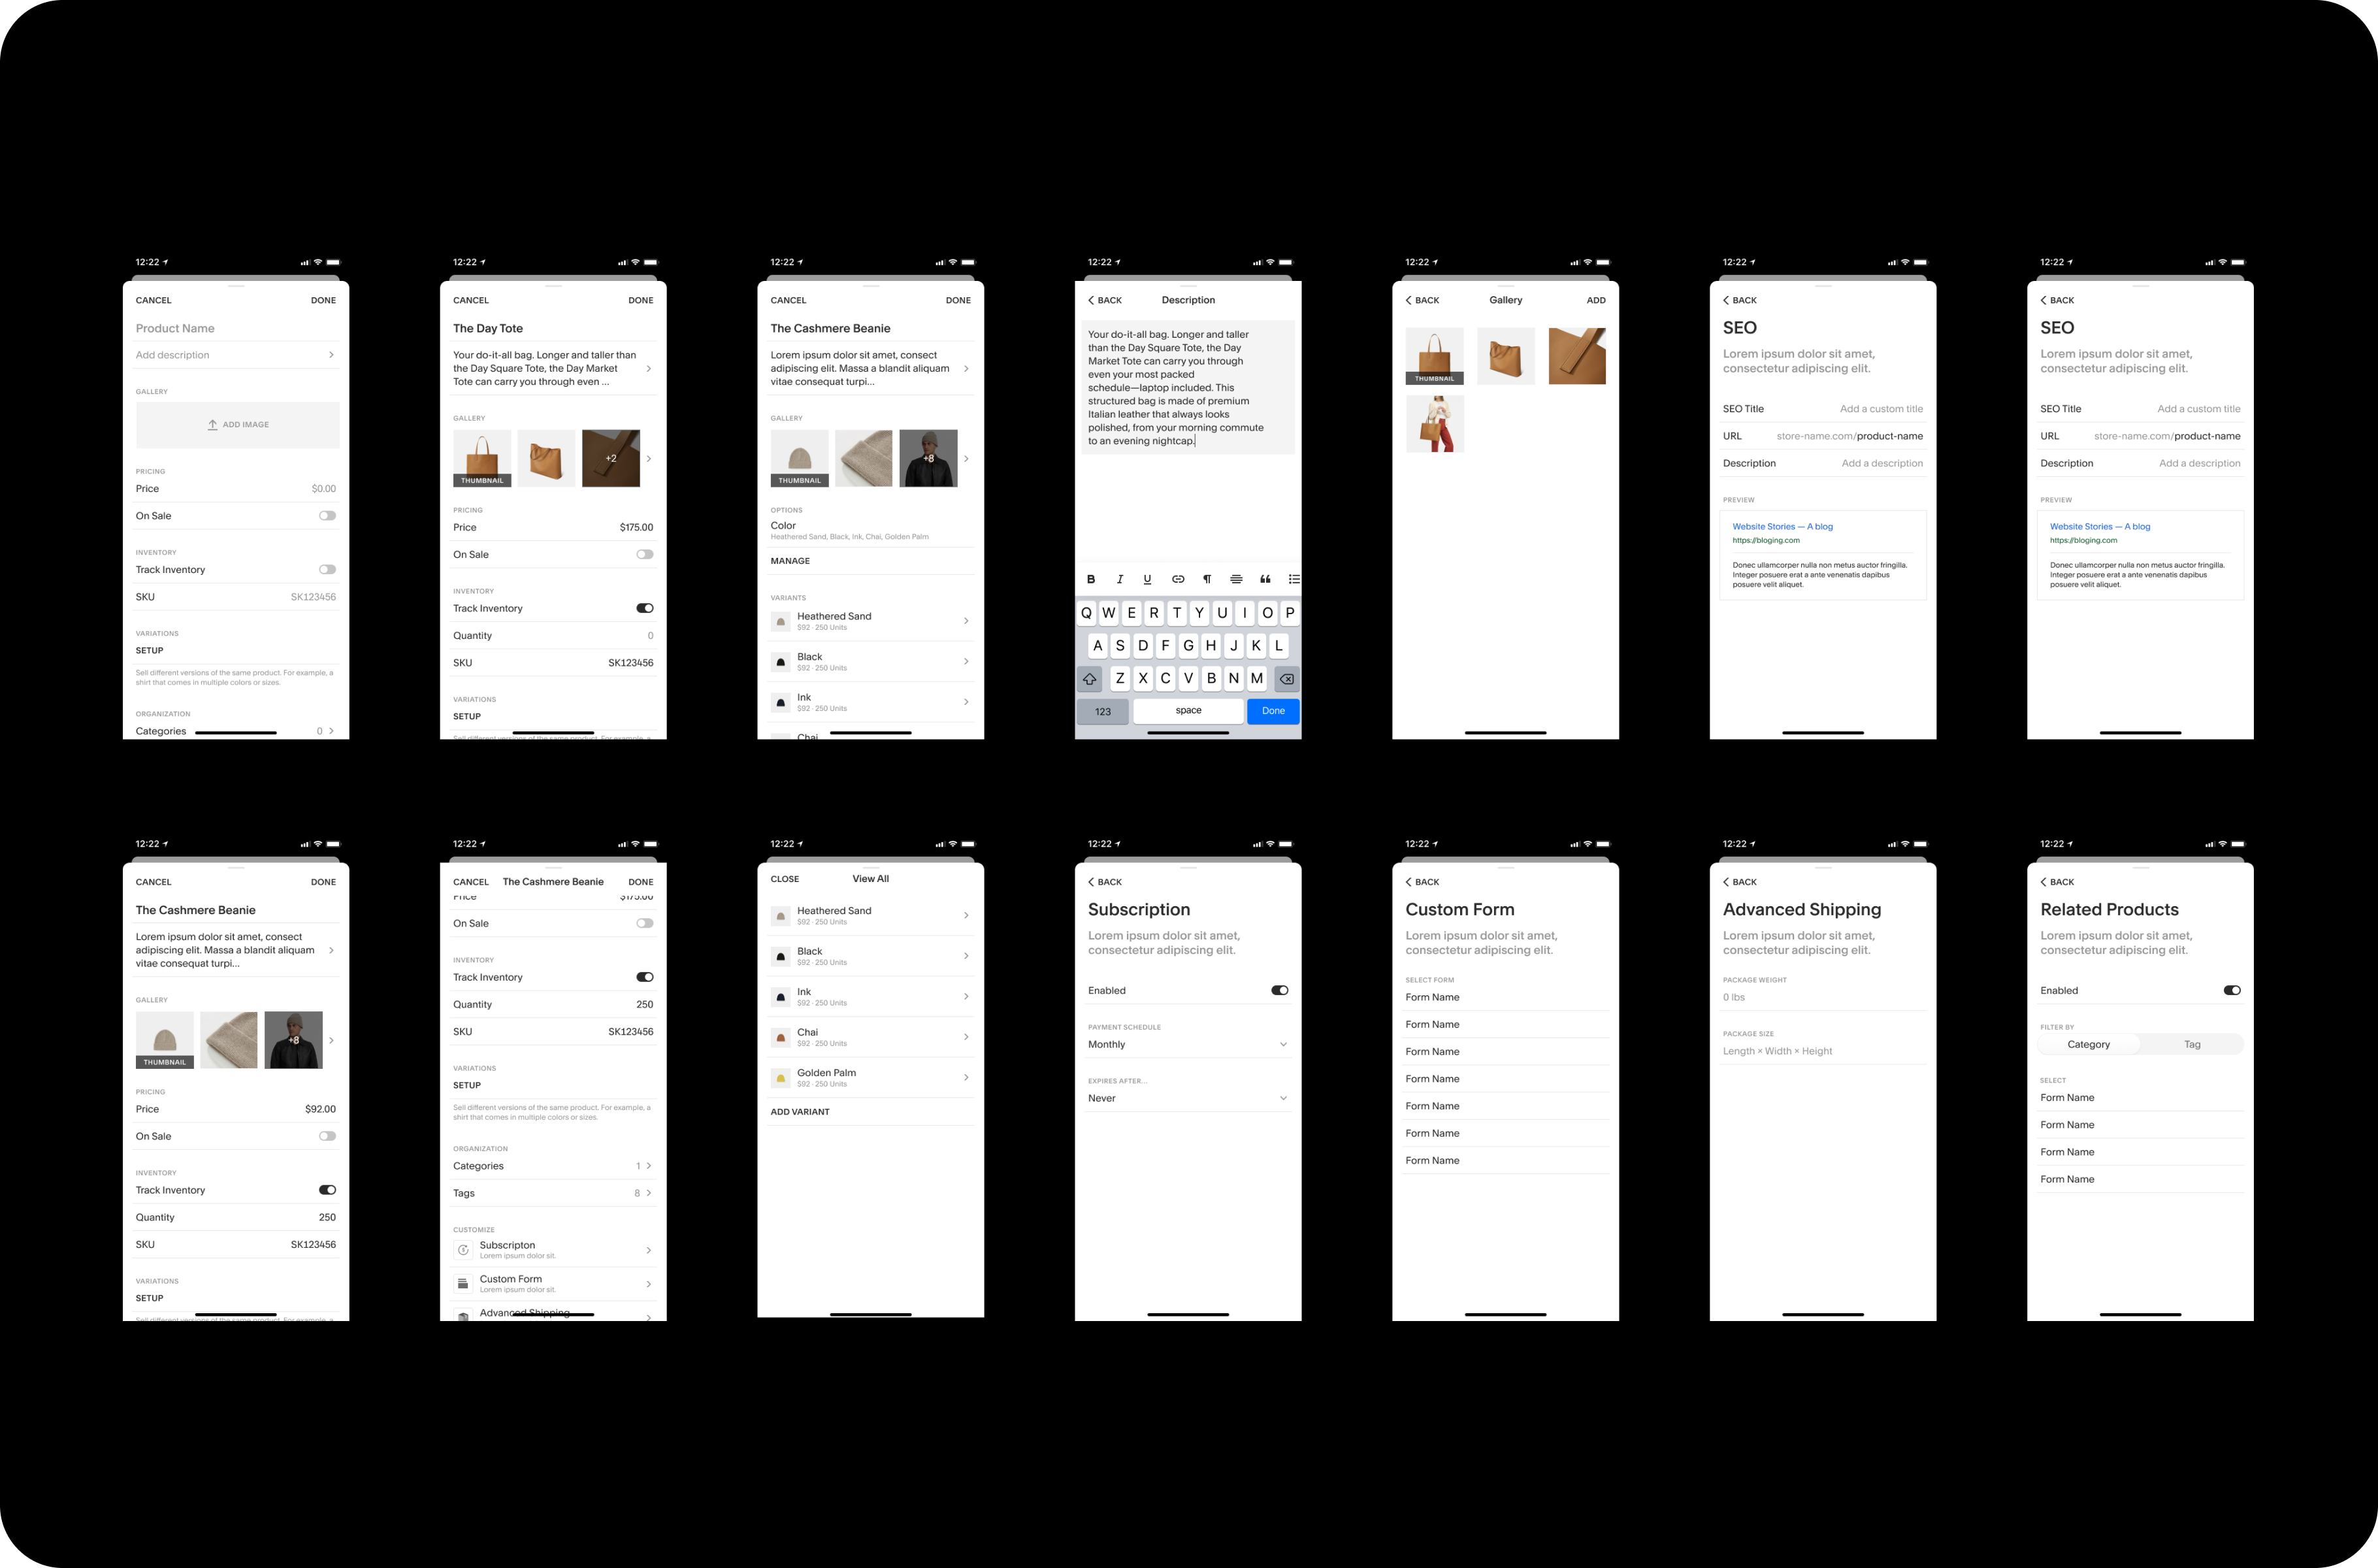 12:22
CANCEL DONE
Product Name
Add description
GALLERY
ADD IMAGE
PRICING
Price $0.00
On Sale
INVENTORY
Track Inventory
SKU SK123456
VARIATIONS
SETUP
Sell different versions of the same product. For example, a
shirt that comes in multiple colors or sizes.
ORGANIZATION
Categories 0
12:22
CANCEL DONE
The Day Tote
Your do-it-all bag. Longer and taller than
the Day Square Tote, the Day Market
Tote can carry you through even ...
GALLERY
THUMBNAIL
+2
PRICING
Price $175.00
On Sale
INVENTORY
Track Inventory
Quantity 0
SKU SK123456
VARIATIONS
SETUP
Sell different versions of the same product. For example, a
12:22
CANCEL DONE
The Cashmere Beanie
Lorem ipsum dolor sit amet, consect
adipiscing elit. Massa a blandit aliquam
vitae consequat turpi...
GALLERY
THUMBNAIL
+8
OPTIONS
Color
Heathered Sand, Black, Ink, Chai, Golden Palm
MANAGE
VARIANTS
Heathered Sand
$92 · 250 Units
Black
$92 · 250 Units
Ink
$92 · 250 Units
Chai
12:22
BACK Description
Your do-it-all bag. Longer and taller
than the Day Square Tote, the Day
Market Tote can carry you through
even your most packed
schedule—laptop included. This
structured bag is made of premium
Italian leather that always looks
polished, from your morning commute
to an evening nightcap.
B I U
Q W E R T Y U I O P
A S D F G H J K L
Z X C V B N M
123 space Done
12:22
BACK Gallery ADD
THUMBNAIL
12:22
BACK
SEO
Lorem ipsum dolor sit amet,
consectetur adipiscing elit.
SEO Title Add a custom title
URL store-name.com/product-name
Description Add a description
PREVIEW
Website Stories — A blog
https://bloging.com
Donec ullamcorper nulla non metus auctor fringilla.
Integer posuere erat a ante venenatis dapibus
posuere velit aliquet.
12:22
BACK
SEO
Lorem ipsum dolor sit amet,
consectetur adipiscing elit.
SEO Title Add a custom title
URL store-name.com/product-name
Description Add a description
PREVIEW
Website Stories — A blog
https://bloging.com
Donec ullamcorper nulla non metus auctor fringilla.
Integer posuere erat a ante venenatis dapibus
posuere velit aliquet.
12:22
CANCEL DONE
The Cashmere Beanie
Lorem ipsum dolor sit amet, consect
adipiscing elit. Massa a blandit aliquam
vitae consequat turpi...
GALLERY
THUMBNAIL
+8
PRICING
Price $92.00
On Sale
INVENTORY
Track Inventory
Quantity 250
SKU SK123456
VARIATIONS
SETUP
Sell different versions of the same product. For example, a
12:22
CANCEL The Cashmere Beanie DONE
Price $175.00
On Sale
INVENTORY
Track Inventory
Quantity 250
SKU SK123456
VARIATIONS
SETUP
Sell different versions of the same product. For example, a
shirt that comes in multiple colors or sizes.
ORGANIZATION
Categories 1
Tags 8
CUSTOMIZE
Subscripton
Lorem ipsum dolor sit.
Custom Form
Lorem ipsum dolor sit.
Advanced Shipping
12:22
CLOSE View All
Heathered Sand
$92 · 250 Units
Black
$92 · 250 Units
Ink
$92 · 250 Units
Chai
$92 · 250 Units
Golden Palm
$92 · 250 Units
ADD VARIANT
12:22
BACK
Subscription
Lorem ipsum dolor sit amet,
consectetur adipiscing elit.
Enabled
PAYMENT SCHEDULE
Monthly
EXPIRES AFTER...
Never
12:22
BACK
Custom Form
Lorem ipsum dolor sit amet,
consectetur adipiscing elit.
SELECT FORM
Form Name
Form Name
Form Name
Form Name
Form Name
Form Name
Form Name
12:22
BACK
Advanced Shipping
Lorem ipsum dolor sit amet,
consectetur adipiscing elit.
PACKAGE WEIGHT
0 lbs
PACKAGE SIZE
Length × Width × Height
12:22
BACK
Related Products
Lorem ipsum dolor sit amet,
consectetur adipiscing elit.
Enabled
FILTER BY
Category Tag
SELECT
Form Name
Form Name
Form Name
Form Name